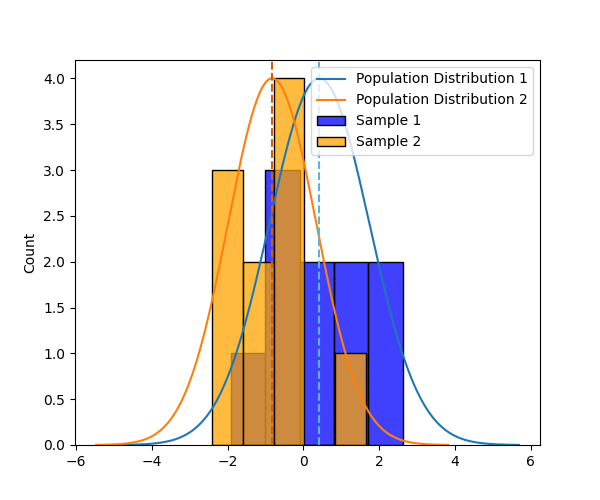 Population Distribution 1
Population Distribution 2
Sample 1
Sample 2
Count
4.0
3.5
3.0
2.5
2.0
1.5
1.0
0.5
0.0
−6 −4 −2 0 2 4 6